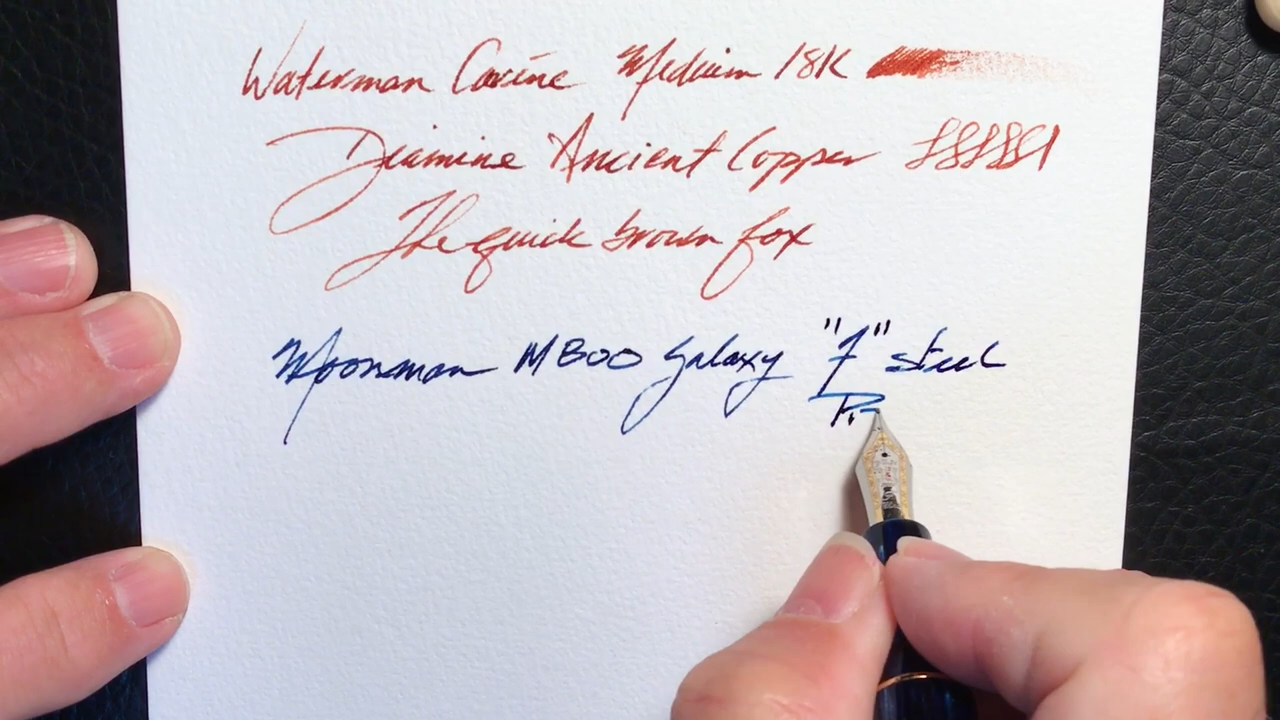 Waterman Carène Medium 18K
Diamine Ancient Copper
The quick brown fox
Moonman M800 Galaxy "F" steel